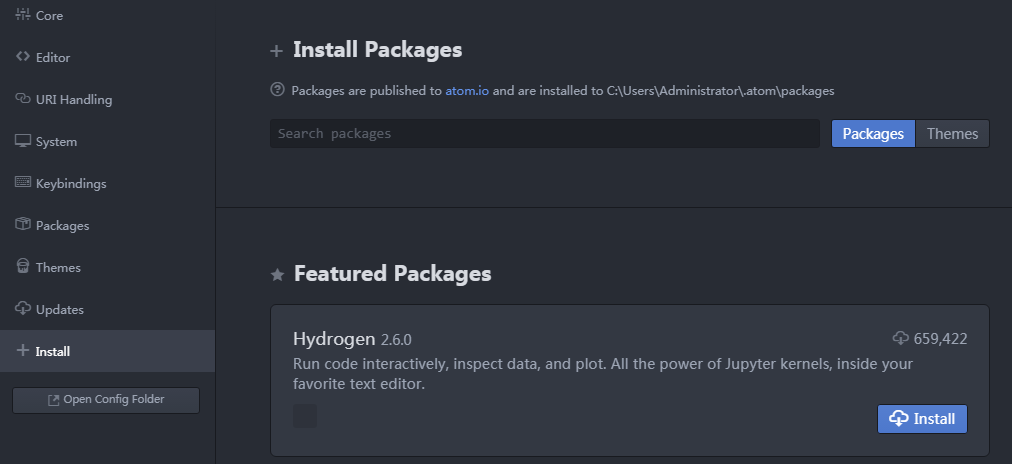 Core
Editor
URI Handling
System
Keybindings
Packages
Themes
Updates
Install
Open Config Folder
Install Packages
Packages are published to atom.io and are installed to C:\Users\Administrator\.atom\packages
Search packages
Packages Themes
Featured Packages
Hydrogen 2.6.0 659,422
Run code interactively, inspect data, and plot. All the power of Jupyter kernels, inside your
favorite text editor.
Install